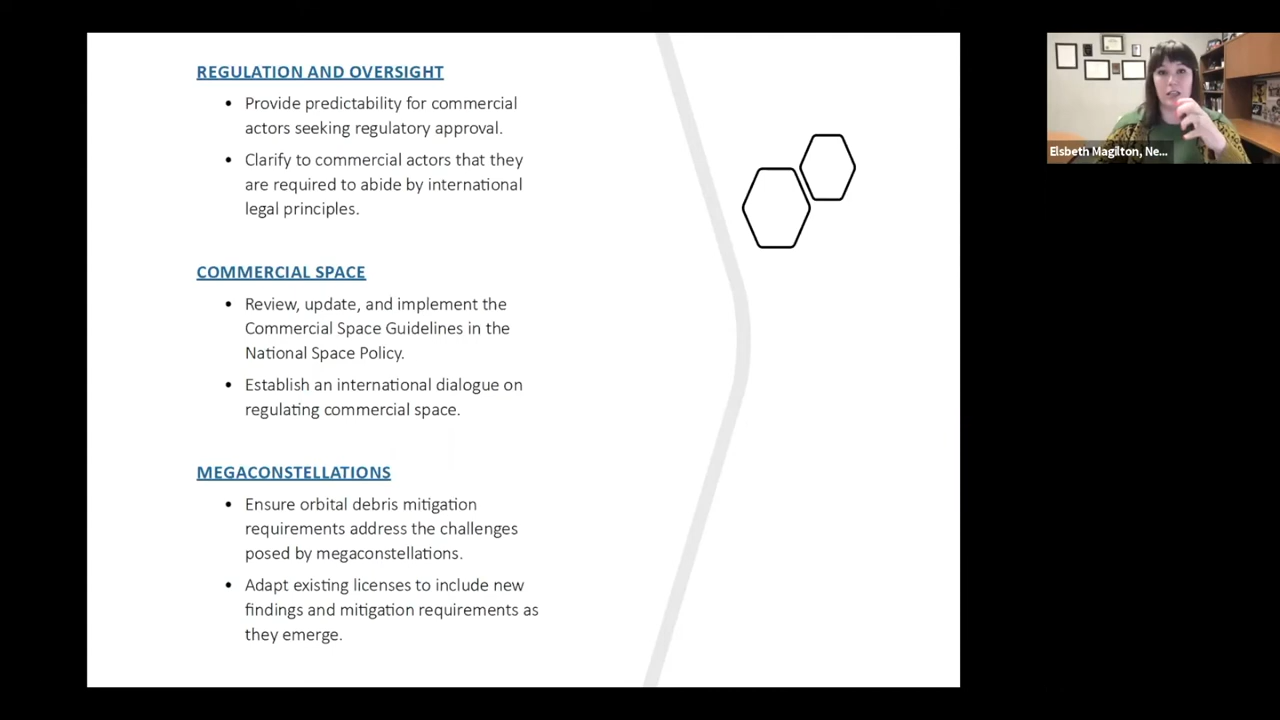 REGULATION AND OVERSIGHT
• Provide predictability for commercial
actors seeking regulatory approval.
• Clarify to commercial actors that they
are required to abide by international
legal principles.
COMMERCIAL SPACE
• Review, update, and implement the
Commercial Space Guidelines in the
National Space Policy.
• Establish an international dialogue on
regulating commercial space.
MEGACONSTELLATIONS
• Ensure orbital debris mitigation
requirements address the challenges
posed by megaconstellations.
• Adapt existing licenses to include new
findings and mitigation requirements as
they emerge.
Elsbeth Magilton, Ne...